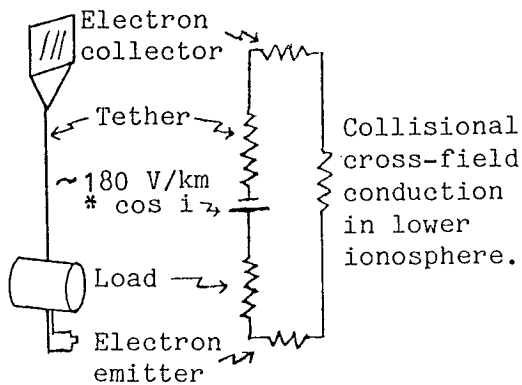 Electron
collector
Tether
~180 V/km
* cos i
Load
Electron
emitter
Collisional
cross-field
conduction
in lower
ionosphere.